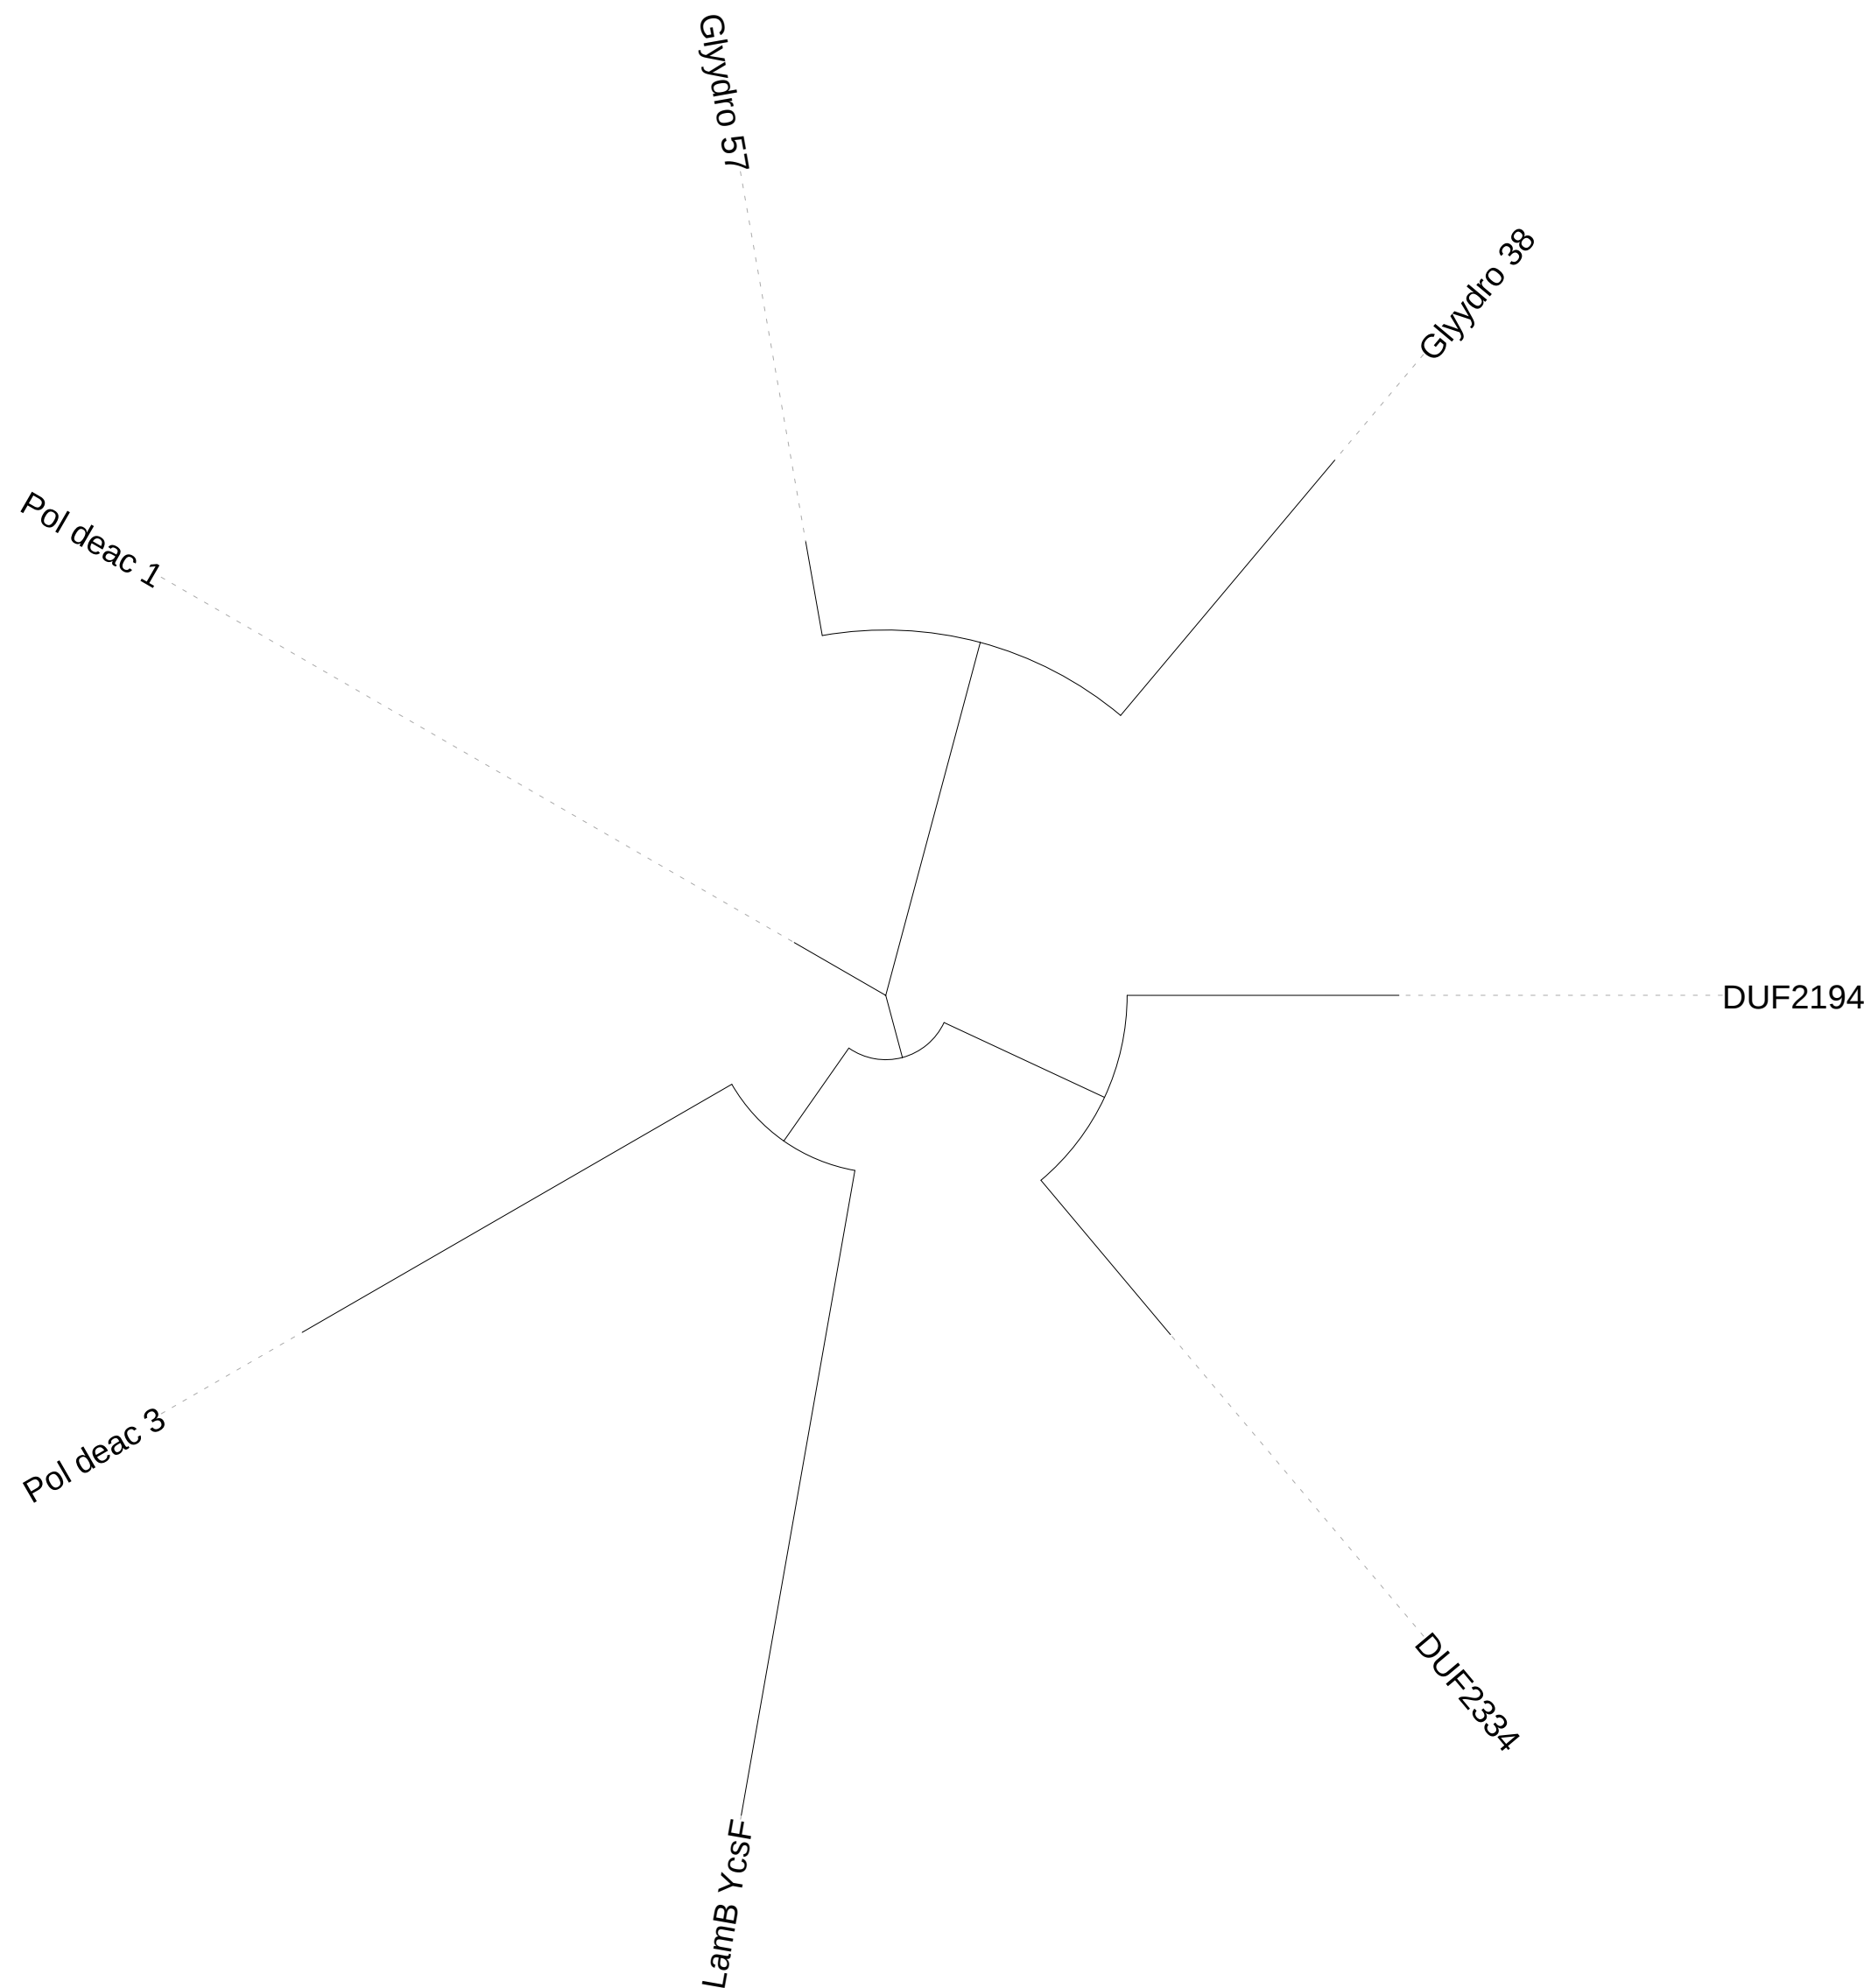 Glyydro 57
Glyydro 38
Pol deac 1
DUF2194
Pol deac 3
DUF2334
LamB YcsF